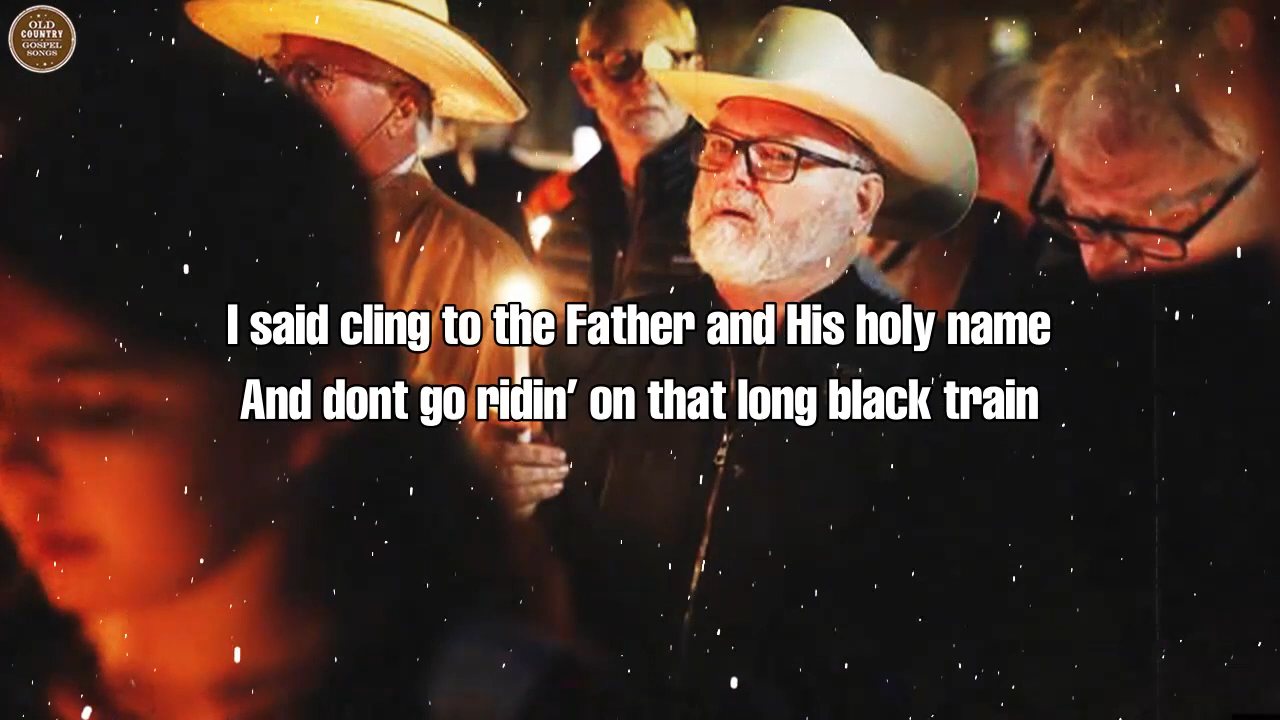 OLD
COUNTRY
GOSPEL
SONGS
I said cling to the Father and His holy name
And dont go ridin’ on that long black train